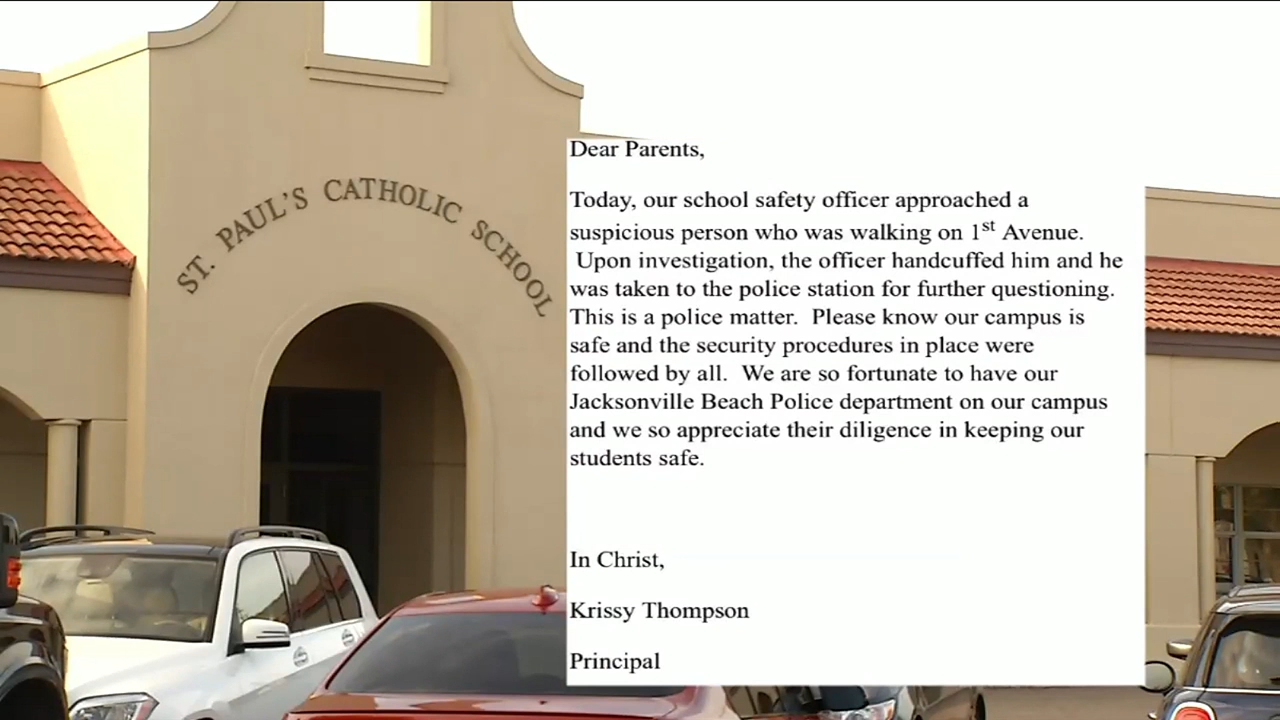 ST. PAUL'S CATHOLIC SCHOOL
Dear Parents,
Today, our school safety officer approached a
suspicious person who was walking on 1st Avenue.
Upon investigation, the officer handcuffed him and he
was taken to the police station for further questioning.
This is a police matter.  Please know our campus is
safe and the security procedures in place were
followed by all.  We are so fortunate to have our
Jacksonville Beach Police department on our campus
and we so appreciate their diligence in keeping our
students safe.
In Christ,
Krissy Thompson
Principal